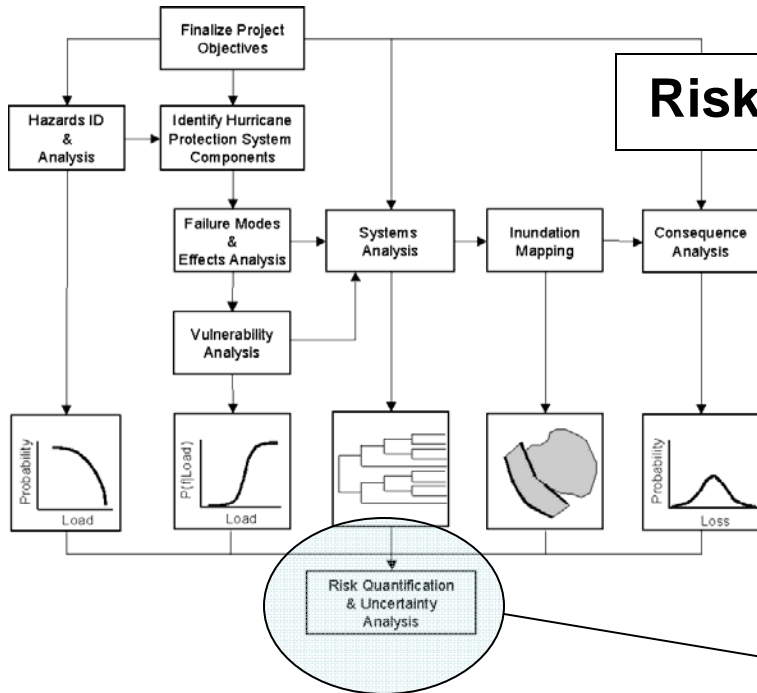 Finalize Project
Objectives
Risk
Hazards ID
&
Analysis
Identify Hurricane
Protection System
Components
Failure Modes
&
Effects Analysis
Systems
Analysis
Inundation
Mapping
Consequence
Analysis
Vulnerability
Analysis
Probability
Load
P(f|Load)
Load
Probability
Loss
Risk Quantification
& Uncertainty
Analysis